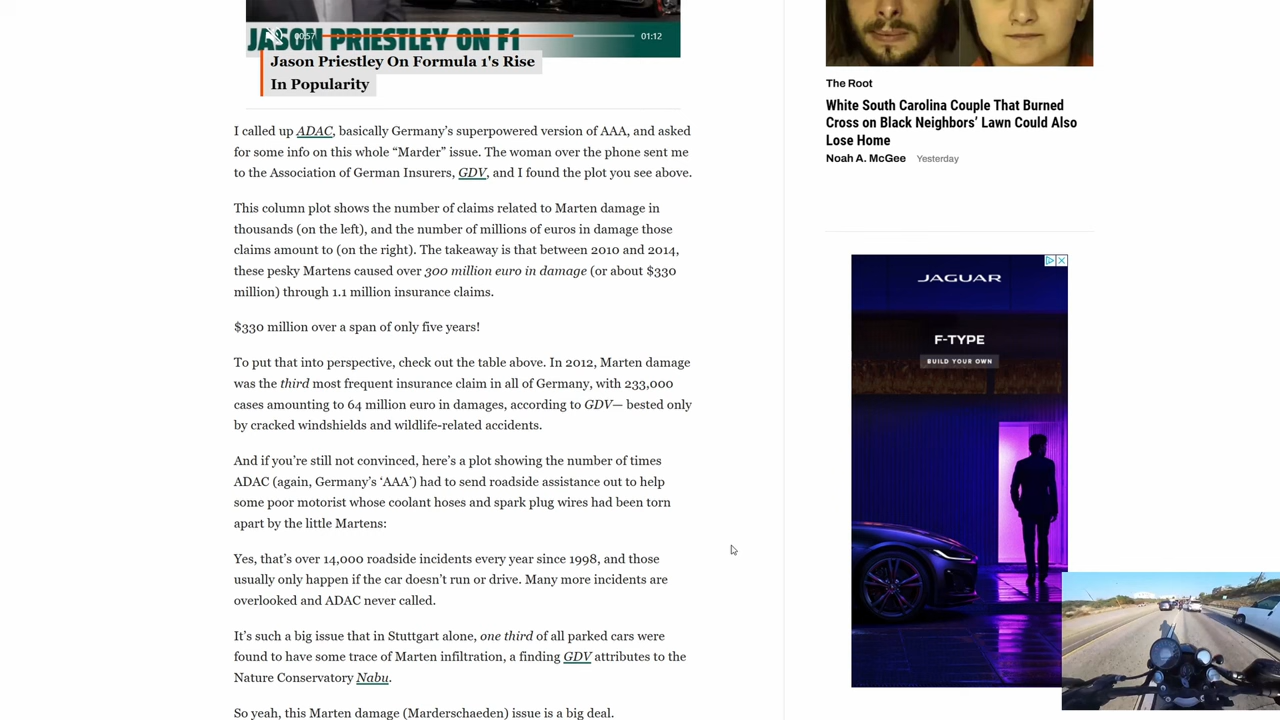 JASON PRIESTLEY ON F1
00:57
01:12
Jason Priestley On Formula 1's Rise
In Popularity
I called up ADAC, basically Germany's superpowered version of AAA, and asked
for some info on this whole “Marder” issue. The woman over the phone sent me
to the Association of German Insurers, GDV, and I found the plot you see above.
This column plot shows the number of claims related to Marten damage in
thousands (on the left), and the number of millions of euros in damage those
claims amount to (on the right). The takeaway is that between 2010 and 2014,
these pesky Martens caused over 300 million euro in damage (or about $330
million) through 1.1 million insurance claims.
$330 million over a span of only five years!
To put that into perspective, check out the table above. In 2012, Marten damage
was the third most frequent insurance claim in all of Germany, with 233,000
cases amounting to 64 million euro in damages, according to GDV— bested only
by cracked windshields and wildlife-related accidents.
And if you’re still not convinced, here’s a plot showing the number of times
ADAC (again, Germany’s ‘AAA’) had to send roadside assistance out to help
some poor motorist whose coolant hoses and spark plug wires had been torn
apart by the little Martens:
Yes, that’s over 14,000 roadside incidents every year since 1998, and those
usually only happen if the car doesn’t run or drive. Many more incidents are
overlooked and ADAC never called.
It’s such a big issue that in Stuttgart alone, one third of all parked cars were
found to have some trace of Marten infiltration, a finding GDV attributes to the
Nature Conservatory Nabu.
So yeah, this Marten damage (Marderschaeden) issue is a big deal.
The Root
White South Carolina Couple That Burned
Cross on Black Neighbors’ Lawn Could Also
Lose Home
Noah A. McGee Yesterday
JAGUAR
F-TYPE
BUILD YOUR OWN